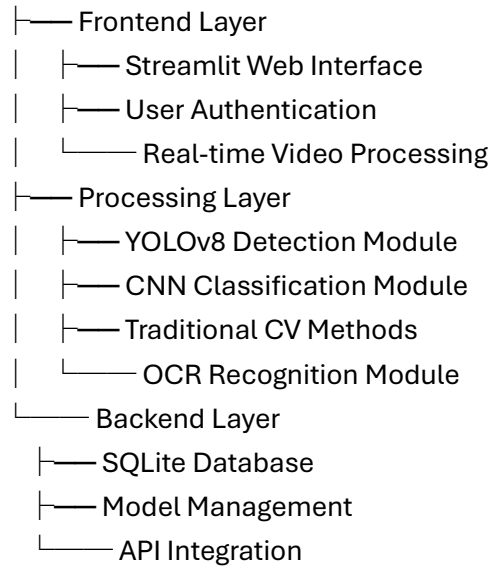 ├── Frontend Layer
│ ├── Streamlit Web Interface
│ ├── User Authentication
│ └── Real-time Video Processing
├── Processing Layer
│ ├── YOLOv8 Detection Module
│ ├── CNN Classification Module
│ ├── Traditional CV Methods
│ └── OCR Recognition Module
└── Backend Layer
├── SQLite Database
├── Model Management
└── API Integration